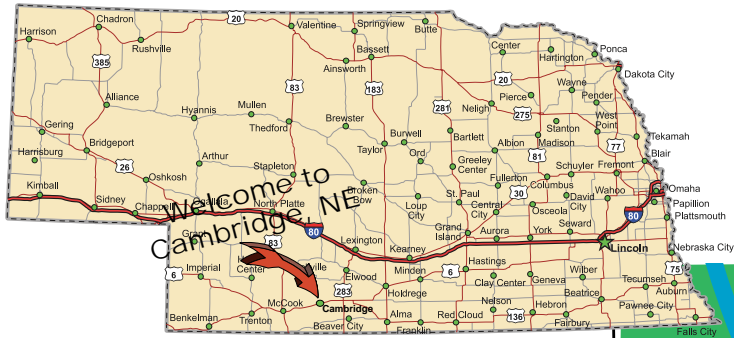 Chadron
20
Valentine
Springview
Butte
Harrison
Rushville
Center
Ponca
385
Bassett
Hartington
Ainsworth
20
Dakota City
83
183
Wayne
Alliance
Pierce
Pender
Hyannis
Mullen
281
Neligh
275
West
Point
Gering
Thedford
Brewster
Stanton
Bartlett
Albion
Madison
77
Tekamah
Harrisburg
Bridgeport
Taylor
Burwell
Ord
81
Blair
26
Arthur
Greeley
Center
Schuyler
Fremont
Oshkosh
Stapleton
Fullerton
Columbus
Kimball
Welcome to
Cambridge, NE
Broken
Bow
St. Paul
30
David
City
Wahoo
Omaha
Sidney
Chappell
Ogallala
North Platte
Loup
City
Central
City
Osceola
80
Papillion
Plattsmouth
80
Grand
Island
Seward
Grant
83
Lexington
Kearney
Aurora
York
Lincoln
Nebraska City
6
Imperial
Center
Elwood
Minden
6
Hastings
Wilber
75
283
Holdrege
Clay Center
Geneva
Tecumseh
Auburn
McCook
Cambridge
Nelson
Beatrice
Benkelman
Trenton
Beaver City
Alma
Franklin
Red Cloud
136
Hebron
Fairbury
Pawnee City
Falls City